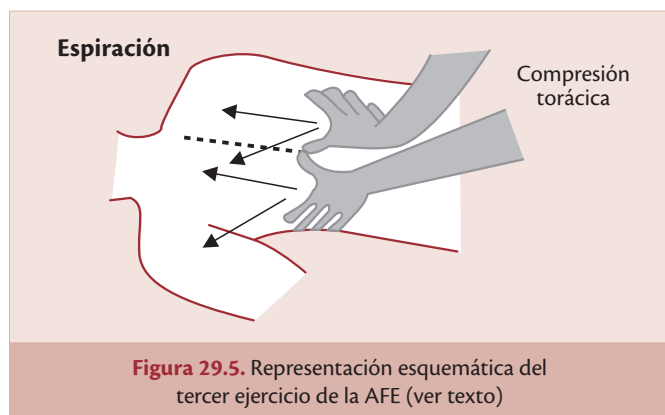 Espiración
Compresión
torácica
Figura 29.5. Representación esquemática del
tercer ejercicio de la AFE (ver texto)